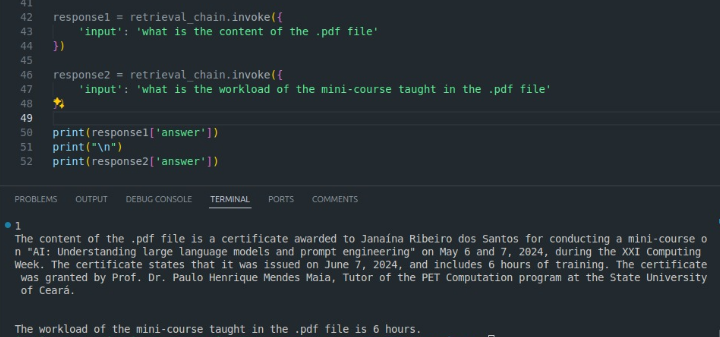 41
42 response1 = retrieval_chain.invoke({
43 'input': 'what is the content of the .pdf file'
44 })
45
46 response2 = retrieval_chain.invoke({
47 'input': 'what is the workload of the mini-course taught in the .pdf file'
48
49
50 print(response1['answer'])
51 print("\n")
52 print(response2['answer'])
PROBLEMS OUTPUT DEBUG CONSOLE TERMINAL PORTS COMMENTS
1
The content of the .pdf file is a certificate awarded to Janaína Ribeiro dos Santos for conducting a mini-course o
n "AI: Understanding large language models and prompt engineering" on May 6 and 7, 2024, during the XXI Computing
Week. The certificate states that it was issued on June 7, 2024, and includes 6 hours of training. The certificate
was granted by Prof. Dr. Paulo Henrique Mendes Maia, Tutor of the PET Computation program at the State University
of Ceará.
The workload of the mini-course taught in the .pdf file is 6 hours.